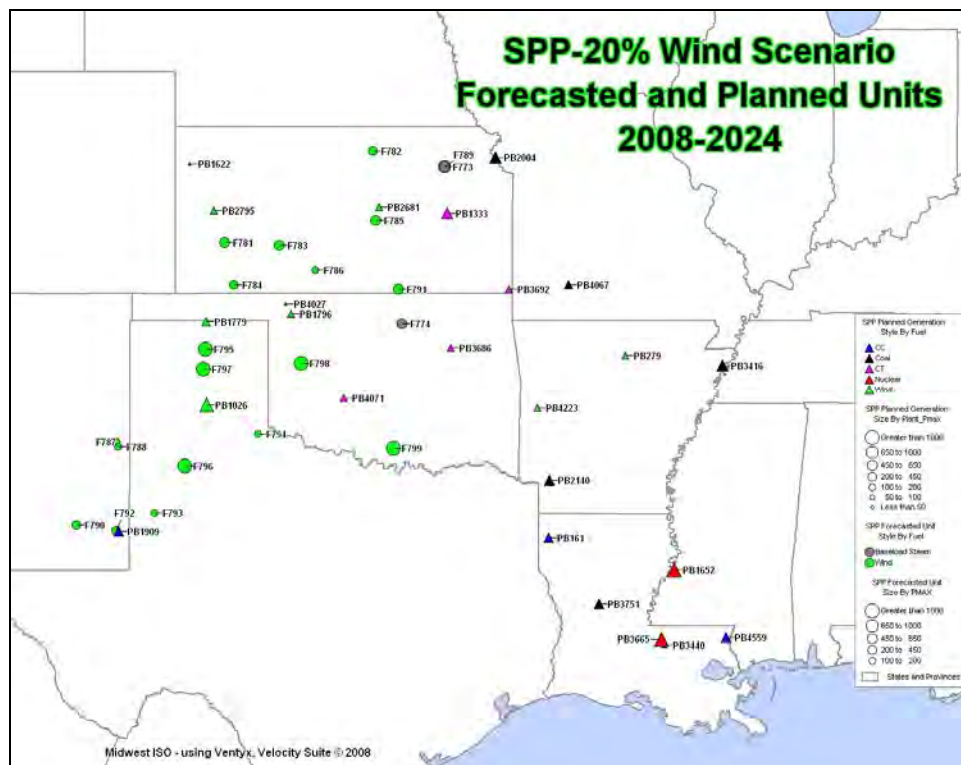 SPP-20% Wind Scenario
Forecasted and Planned Units
2008-2024
F782
F789
F773
PB2004
PB1622
PB2795
PB2681
F785
PB1333
F781
F783
F786
F784
F791
PB3692
PB4067
PB4027
PB1796
PB1779
F774
F795
F798
PB3686
PB279
PB3416
F797
PB1026
PB4071
PB4223
F787
F788
F794
F799
F796
PB2140
F792
F793
F790
PB1909
PB161
PB1652
PB3751
PB3665
PB3440
PB4559
SPP Planned Generation
Style By Fuel
CC
Coal
CT
Nuclear
Wind
SPP Planned Generation
Size By Plant_Pmax
Greater than 1000
650 to 1000
450 to 650
200 to 450
100 to 200
50 to 100
Less than 50
SPP Forecasted Unit
Style By Fuel
Baseload Steam
Wind
SPP Forecasted Unit
Size By PMAX
Greater than 1000
650 to 1000
450 to 650
200 to 450
100 to 200
States and Provinces
Midwest ISO - using Ventyx, Velocity Suite © 2008